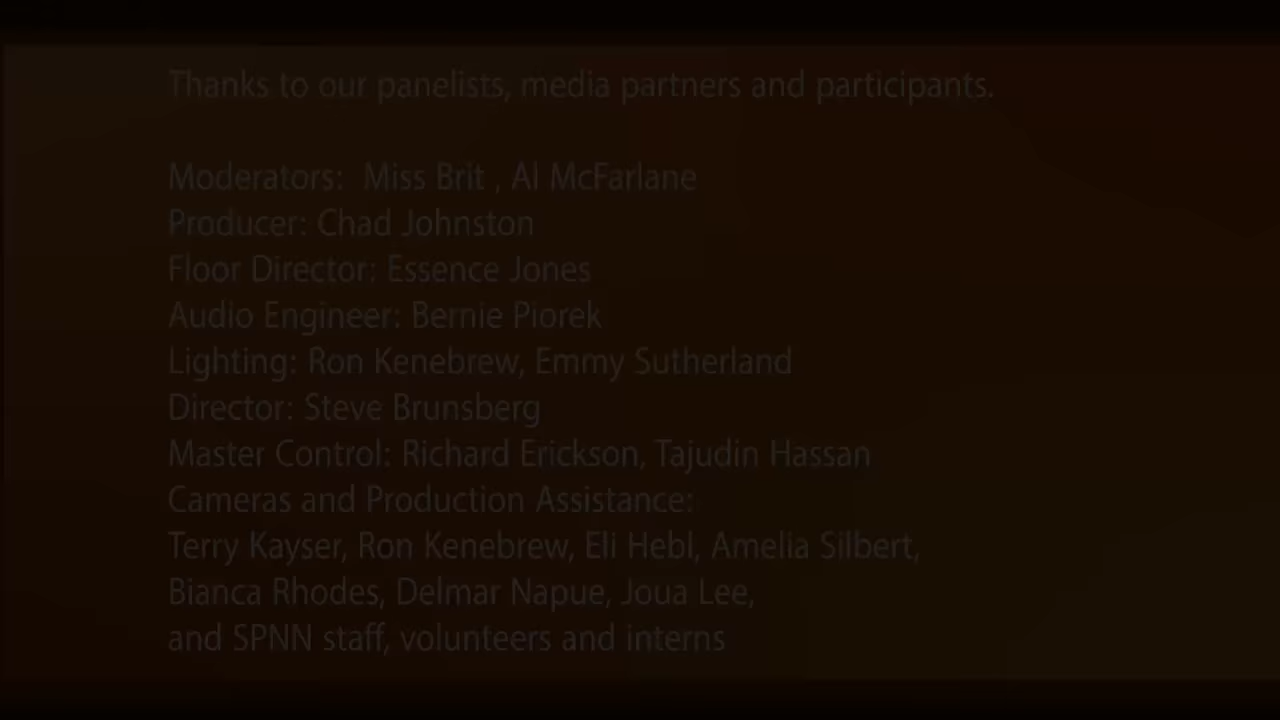 Thanks to our panelists, media partners and participants.
Moderators: Miss Brit , Al McFarlane
Producer: Chad Johnston
Floor Director: Essence Jones
Audio Engineer: Bernie Piorek
Lighting: Ron Kenebrew, Emmy Sutherland
Director: Steve Brunsberg
Master Control: Richard Erickson, Tajudin Hassan
Cameras and Production Assistance:
Terry Kayser, Ron Kenebrew, Eli Hebl, Amelia Silbert,
Bianca Rhodes, Delmar Napue, Joua Lee,
and SPNN staff, volunteers and interns